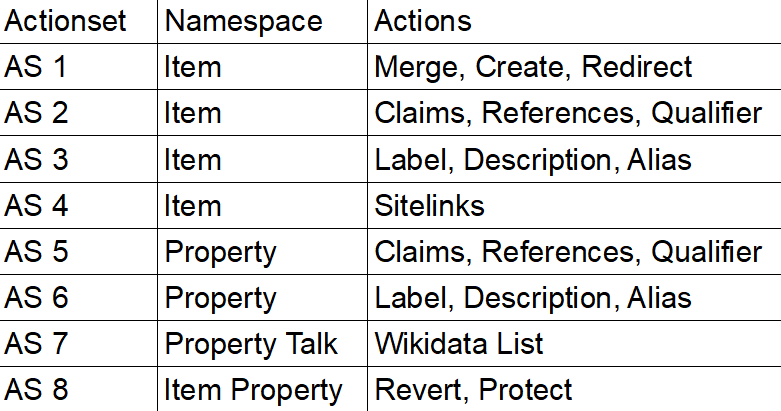 Actionset Namespace Actions
AS 1 Item Merge, Create, Redirect
AS 2 Item Claims, References, Qualifier
AS 3 Item Label, Description, Alias
AS 4 Item Sitelinks
AS 5 Property Claims, References, Qualifier
AS 6 Property Label, Description, Alias
AS 7 Property Talk Wikidata List
AS 8 Item Property Revert, Protect